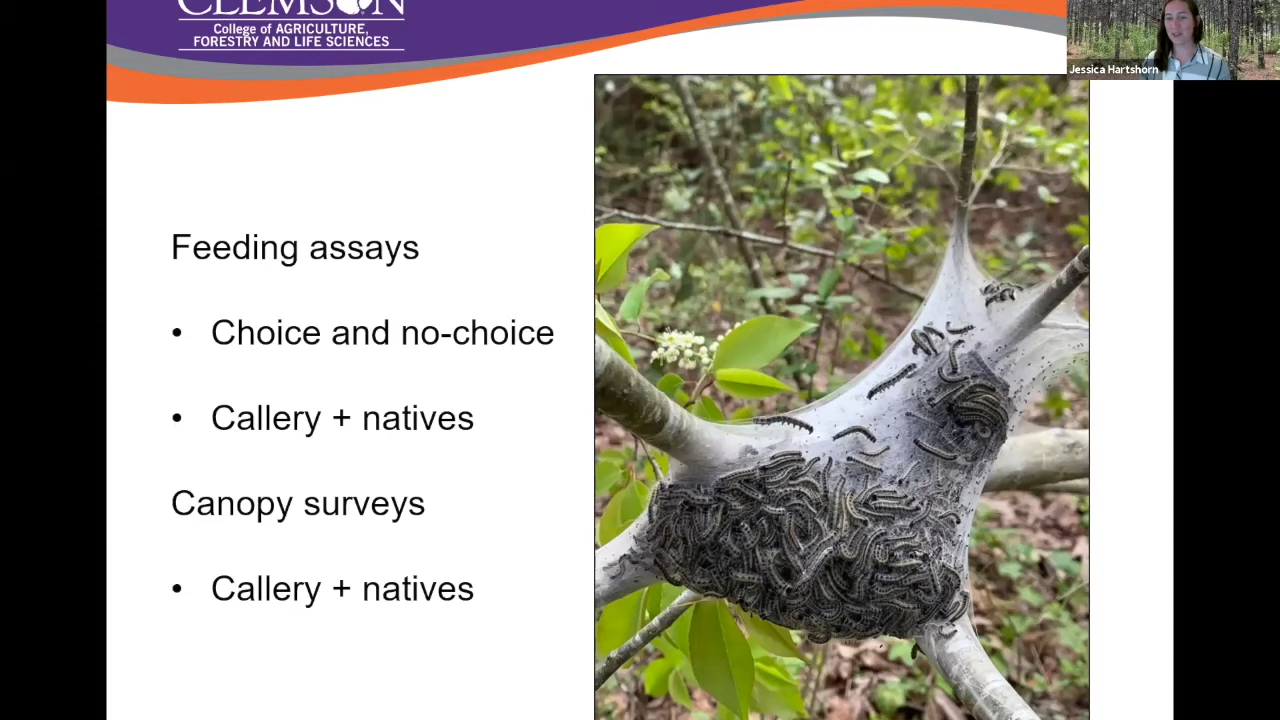 CLEMSON
College of AGRICULTURE,
FORESTRY AND LIFE SCIENCES
Jessica Hartshorn
Feeding assays
• Choice and no-choice
• Callery + natives
Canopy surveys
• Callery + natives